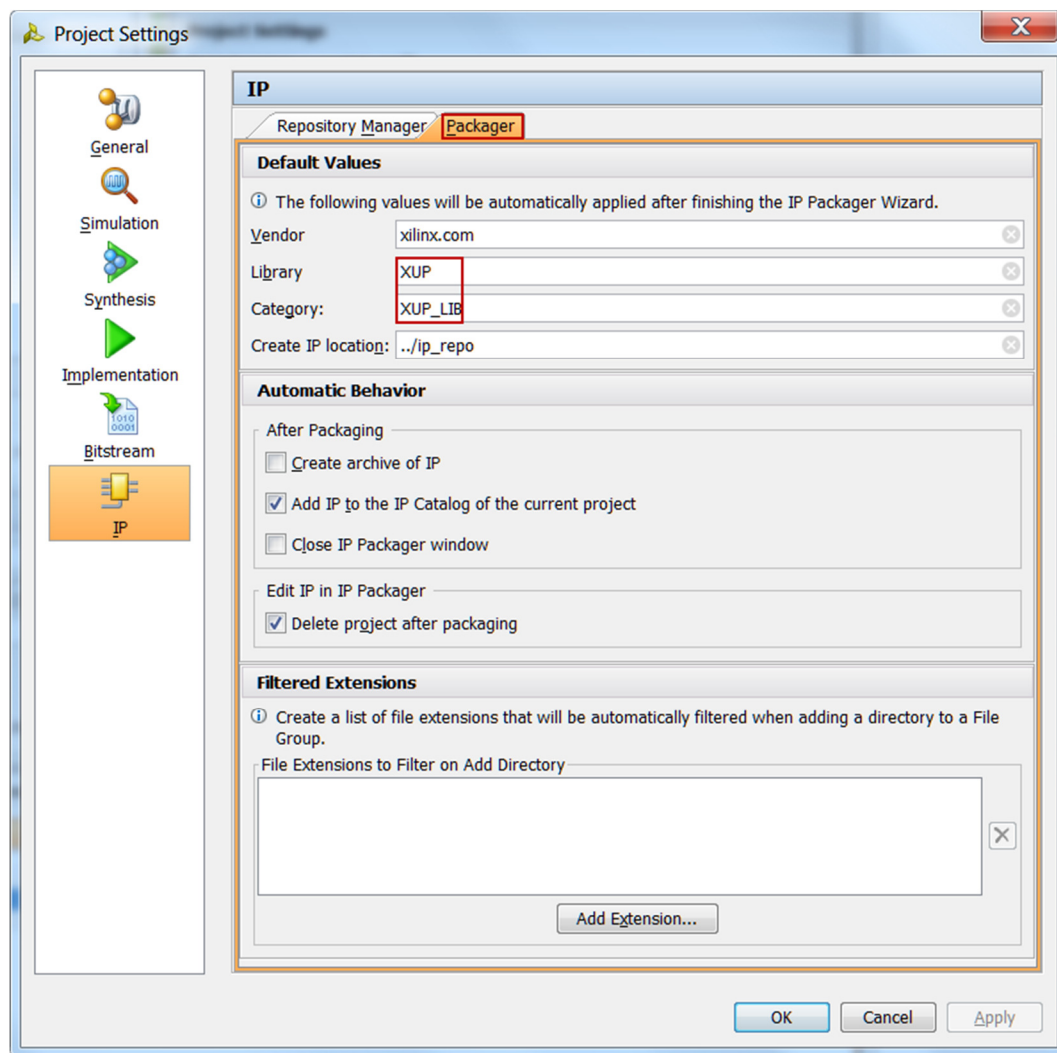 Project Settings
General
Simulation
Synthesis
Implementation
Bitstream
IP
IP
Repository Manager
Packager
Default Values
The following values will be automatically applied after finishing the IP Packager Wizard.
Vendor
xilinx.com
Library
XUP
Category:
XUP_LIB
Create IP location:
../ip_repo
Automatic Behavior
After Packaging
Create archive of IP
Add IP to the IP Catalog of the current project
Close IP Packager window
Edit IP in IP Packager
Delete project after packaging
Filtered Extensions
Create a list of file extensions that will be automatically filtered when adding a directory to a File
Group.
File Extensions to Filter on Add Directory
Add Extension...
OK
Cancel
Apply